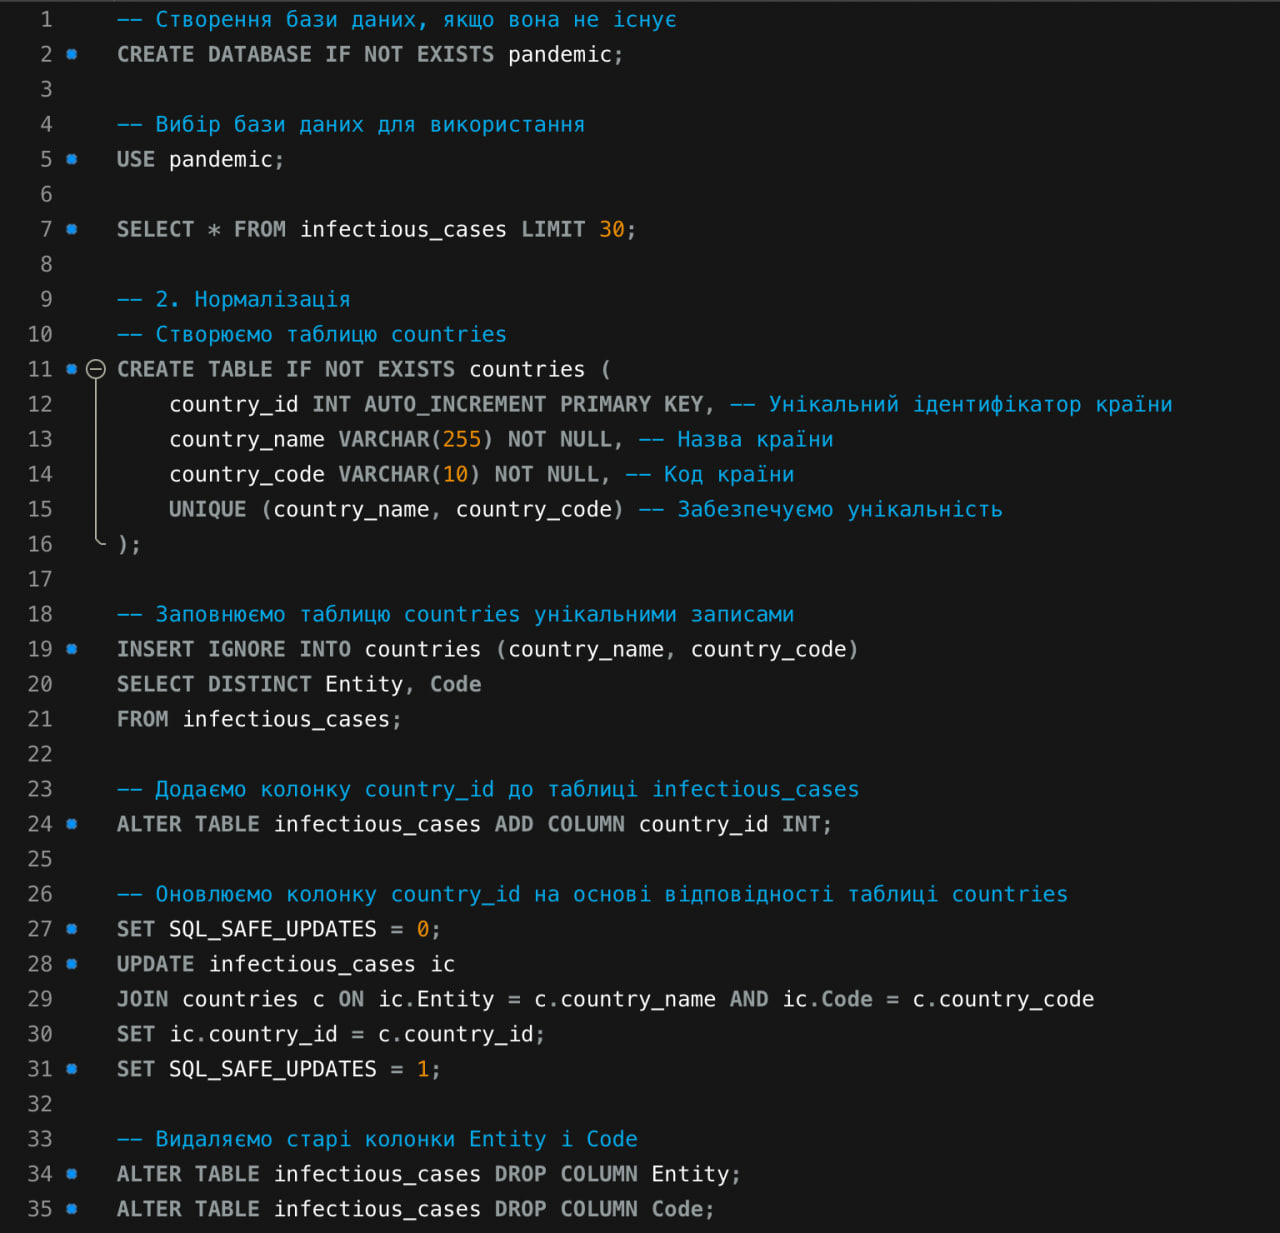 1 -- Створення бази даних, якщо вона не існує
2 CREATE DATABASE IF NOT EXISTS pandemic;
3
4 -- Вибір бази даних для використання
5 USE pandemic;
6
7 SELECT * FROM infectious_cases LIMIT 30;
8
9 -- 2. Нормалізація
10 -- Створюємо таблицю countries
11 CREATE TABLE IF NOT EXISTS countries (
12 country_id INT AUTO_INCREMENT PRIMARY KEY, -- Унікальний ідентифікатор країни
13 country_name VARCHAR(255) NOT NULL, -- Назва країни
14 country_code VARCHAR(10) NOT NULL, -- Код країни
15 UNIQUE (country_name, country_code) -- Забезпечуємо унікальність
16 );
17
18 -- Заповнюємо таблицю countries унікальними записами
19 INSERT IGNORE INTO countries (country_name, country_code)
20 SELECT DISTINCT Entity, Code
21 FROM infectious_cases;
22
23 -- Додаємо колонку country_id до таблиці infectious_cases
24 ALTER TABLE infectious_cases ADD COLUMN country_id INT;
25
26 -- Оновлюємо колонку country_id на основі відповідності таблиці countries
27 SET SQL_SAFE_UPDATES = 0;
28 UPDATE infectious_cases ic
29 JOIN countries c ON ic.Entity = c.country_name AND ic.Code = c.country_code
30 SET ic.country_id = c.country_id;
31 SET SQL_SAFE_UPDATES = 1;
32
33 -- Видаляємо старі колонки Entity і Code
34 ALTER TABLE infectious_cases DROP COLUMN Entity;
35 ALTER TABLE infectious_cases DROP COLUMN Code;